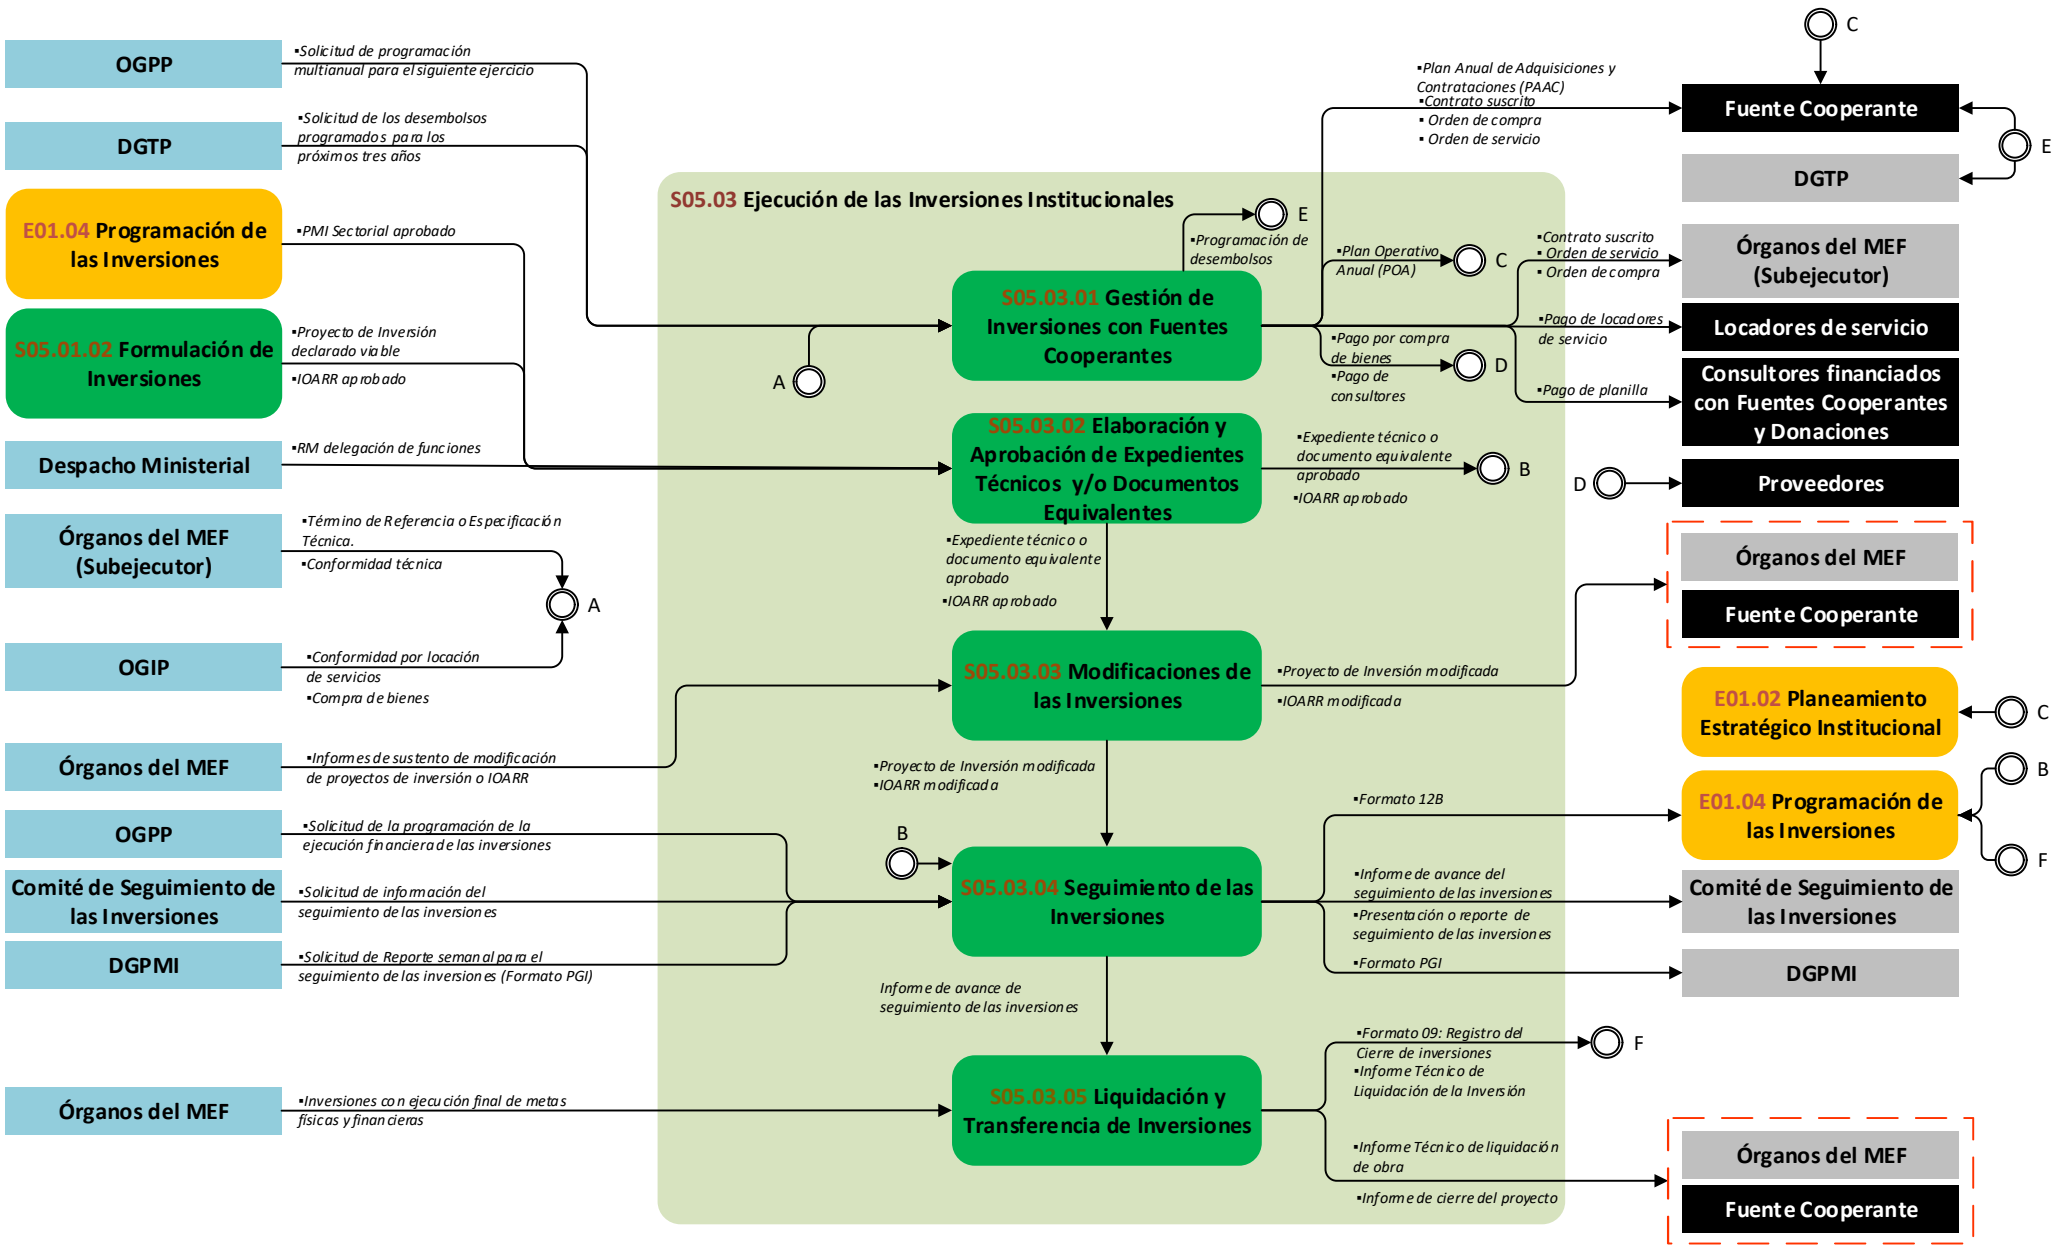 OGPP
▪Solicitud de programación
multianual para el siguiente ejercicio
DGTP
▪Solicitud de los desembolsos
programados para los
próximos tres años
E01.04 Programación de
las Inversiones
▪PMI Sectorial aprobado
S05.01.02 Formulación de
Inversiones
▪Proyecto de Inversión
declarado viable
▪IOARR aprobado
Despacho Ministerial
▪RM delegación de funciones
Órganos del MEF
(Subejecutor)
▪Término de Referencia o Especificación
Técnica.
▪Conformidad técnica
A
OGIP
▪Conformidad por locación
de servicios
▪Compra de bienes
Órganos del MEF
▪Informes de sustento de modificación
de proyectos de inversión o IOARR
OGPP
▪Solicitud de la programación de la
ejecución financiera de las inversiones
Comité de Seguimiento de
las Inversiones
▪Solicitud de información del
seguimiento de las inversiones
DGPMI
▪Solicitud de Reporte semanal para el
seguimiento de las inversiones (Formato PGI)
Órganos del MEF
▪Inversiones con ejecución final de metas
físicas y financieras
S05.03 Ejecución de las Inversiones Institucionales
E
▪Programación de
desembolsos
S05.03.01 Gestión de
Inversiones con Fuentes
Cooperantes
A
▪Plan Operativo
Anual (POA)
C
▪Pago por compra
de bienes
▪Pago de
consultores
D
S05.03.02 Elaboración y
Aprobación de Expedientes
Técnicos y/o Documentos
Equivalentes
▪Expediente técnico o
documento equivalente
aprobado
▪IOARR aprobado
B
▪Expediente técnico o
documento equivalente
aprobado
▪IOARR aprobado
S05.03.03 Modificaciones de
las Inversiones
▪Proyecto de Inversión modificada
▪IOARR modificada
▪Proyecto de Inversión modificada
▪IOARR modificada
B
S05.03.04 Seguimiento de las
Inversiones
▪Formato 12B
▪Informe de avance del
seguimiento de las inversiones
▪Presentación o reporte de
seguimiento de las inversiones
▪Formato PGI
Informe de avance de
seguimiento de las inversiones
S05.03.05 Liquidación y
Transferencia de Inversiones
▪Formato 09: Registro del
Cierre de inversiones
▪Informe Técnico de
Liquidación de la Inversión
F
▪Informe Técnico de liquidación
de obra
▪Informe de cierre del proyecto
▪Plan Anual de Adquisiciones y
Contrataciones (PAAC)
▪Contrato suscrito
▪ Orden de compra
▪ Orden de servicio
C
Fuente Cooperante
E
DGTP
▪Contrato suscrito
▪ Orden de servicio
▪ Orden de compra
Órganos del MEF
(Subejecutor)
▪Pago de locadores
de servicio
Locadores de servicio
▪Pago de planilla
Consultores financiados
con Fuentes Cooperantes
y Donaciones
D
Proveedores
Órganos del MEF
Fuente Cooperante
E01.02 Planeamiento
Estratégico Institucional
C
E01.04 Programación de
las Inversiones
B
F
Comité de Seguimiento de
las Inversiones
DGPMI
Órganos del MEF
Fuente Cooperante